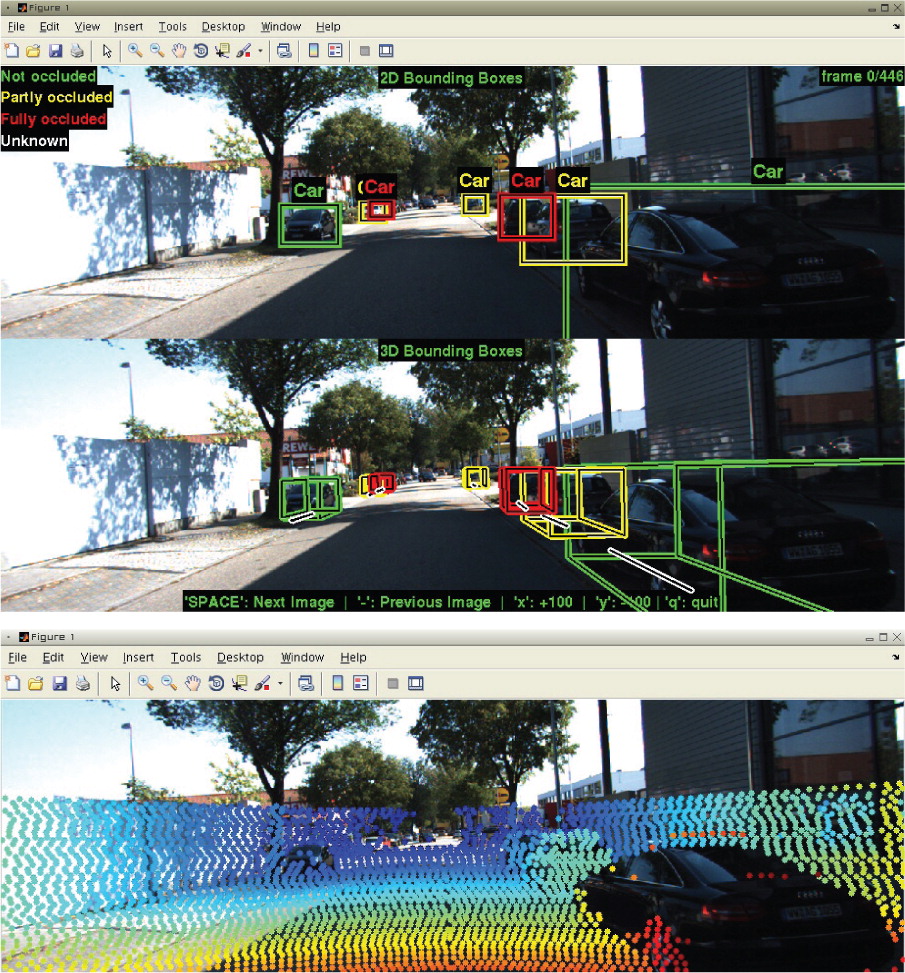 Figure 1
File Edit View Insert Tools Desktop Window Help
Not occluded
Partly occluded
Fully occluded
Unknown
2D Bounding Boxes
frame 0/446
Car
Car
Car
Car
Car
Car
3D Bounding Boxes
'SPACE': Next Image | '-': Previous Image | 'x': +100 | 'y': -100 | 'q': quit
Figure 1
File Edit View Insert Tools Desktop Window Help